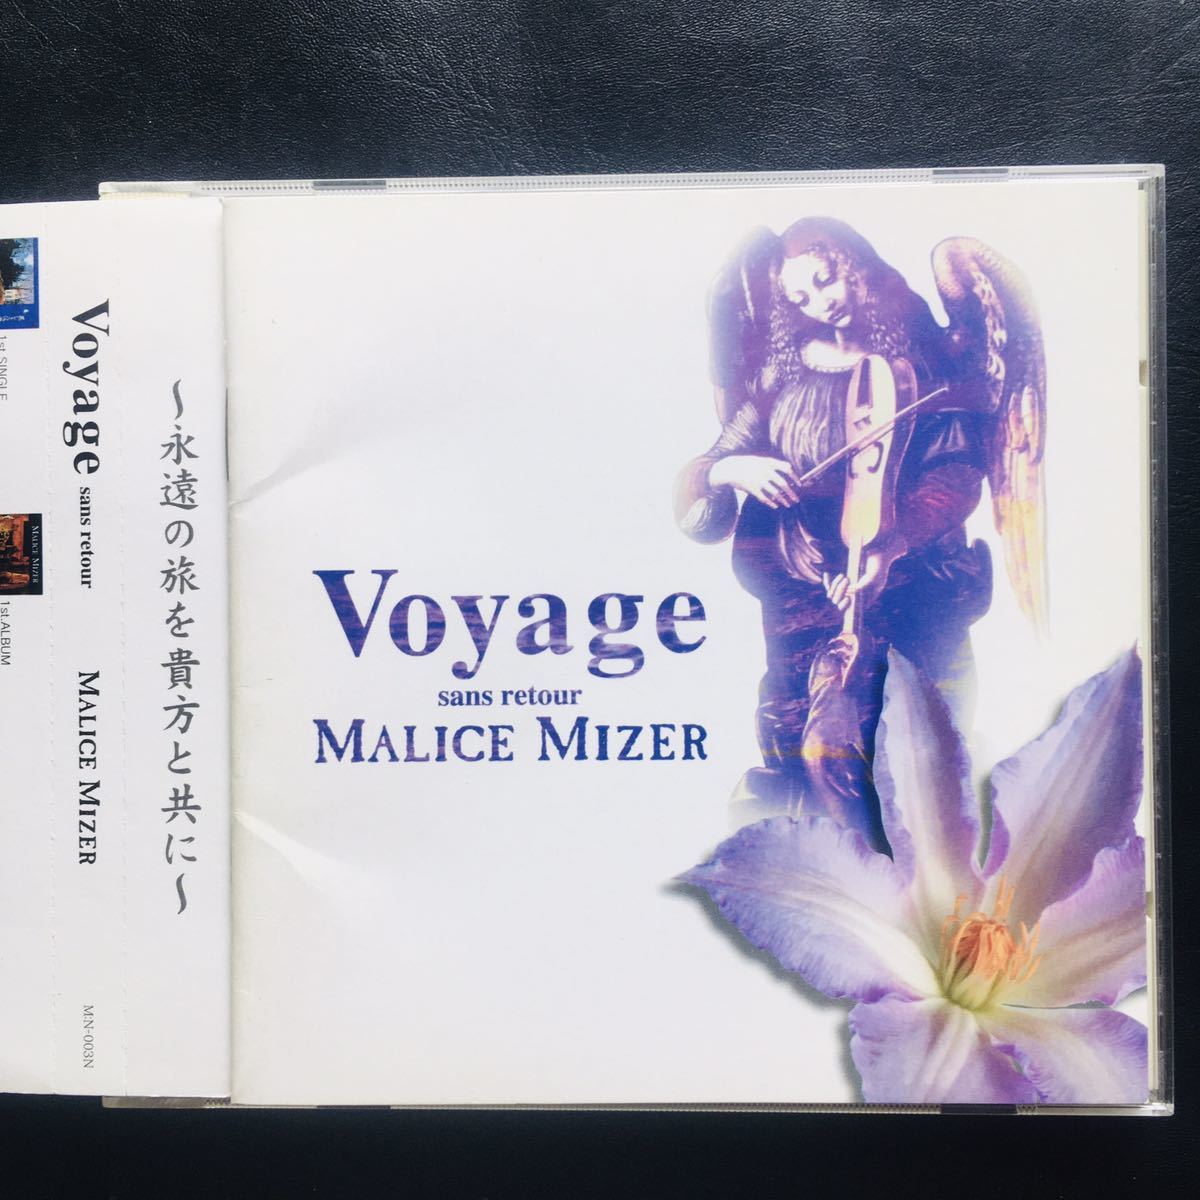 1st. SINGLE
MALICE MIZER
1st.ALBUM
Voyage sans retour MALICE MIZER
M:N-003N
～永遠の旅を貴方と共に～
Voyage
sans retour
MALICE MIZER